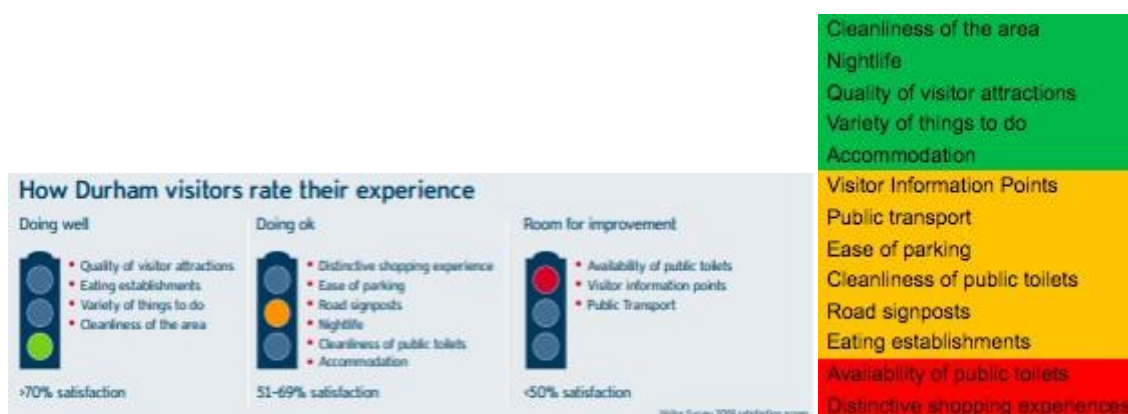 How Durham visitors rate their experience
Doing well
Quality of visitor attractions
Eating establishments
Variety of things to do
Cleanliness of the area
>70% satisfaction
Doing ok
Distinctive shopping experience
Ease of parking
Road signposts
Nightlife
Cleanliness of public toilets
Accommodation
51-69% satisfaction
Room for improvement
Availability of public toilets
Visitor information points
Public Transport
<50% satisfaction
Cleanliness of the area
Nightlife
Quality of visitor attractions
Variety of things to do
Accommodation
Visitor Information Points
Public transport
Ease of parking
Cleanliness of public toilets
Road signposts
Eating establishments
Availability of public toilets
Distinctive shopping experiences